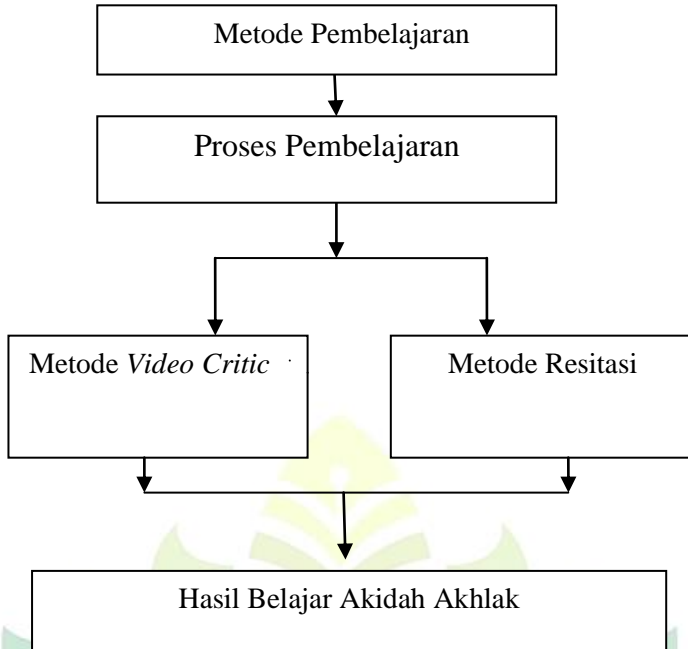 Metode Pembelajaran
Proses Pembelajaran
Metode Video Critic
Metode Resitasi
Hasil Belajar Akidah Akhlak